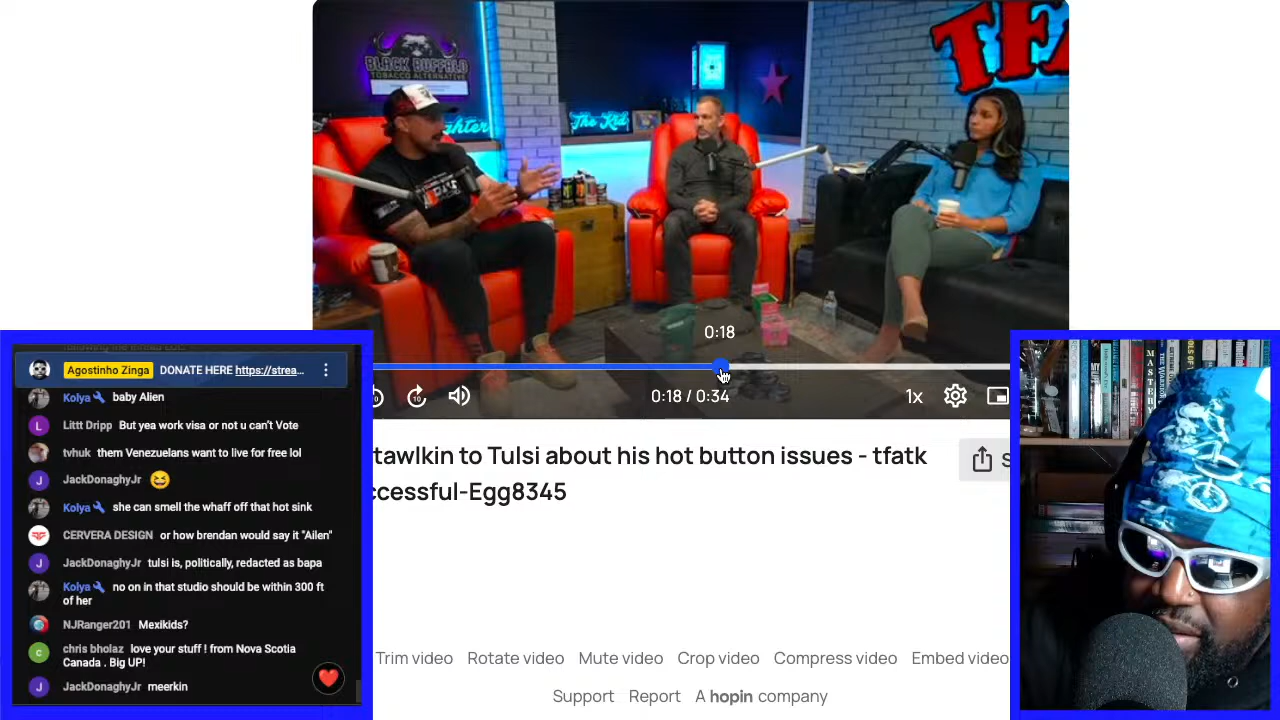 BLACK BUFFALO
TOBACCO ALTERNATIVE
The Kid
TFA
0:18
0:18 / 0:34
1x
tawlkin to Tulsi about his hot button issues - tfatk
ccessful-Egg8345
Trim video Rotate video Mute video Crop video Compress video Embed video
Support Report A hopin company
Agostinho Zinga DONATE HERE https://strea...
Kolya baby Alien
Littt Dripp But yea work visa or not u can't Vote
tvhuk them Venezuelans want to live for free lol
JackDonaghyJr 😆
Kolya she can smell the whaff off that hot sink
CERVERA DESIGN or how brendan would say it "Ailen"
JackDonaghyJr tulsi is, politically, redacted as bapa
Kolya no on in that studio should be within 300 ft
of her
NJRanger201 Mexikids?
chris bholaz love your stuff ! from Nova Scotia
Canada . Big UP!
JackDonaghyJr meerkin